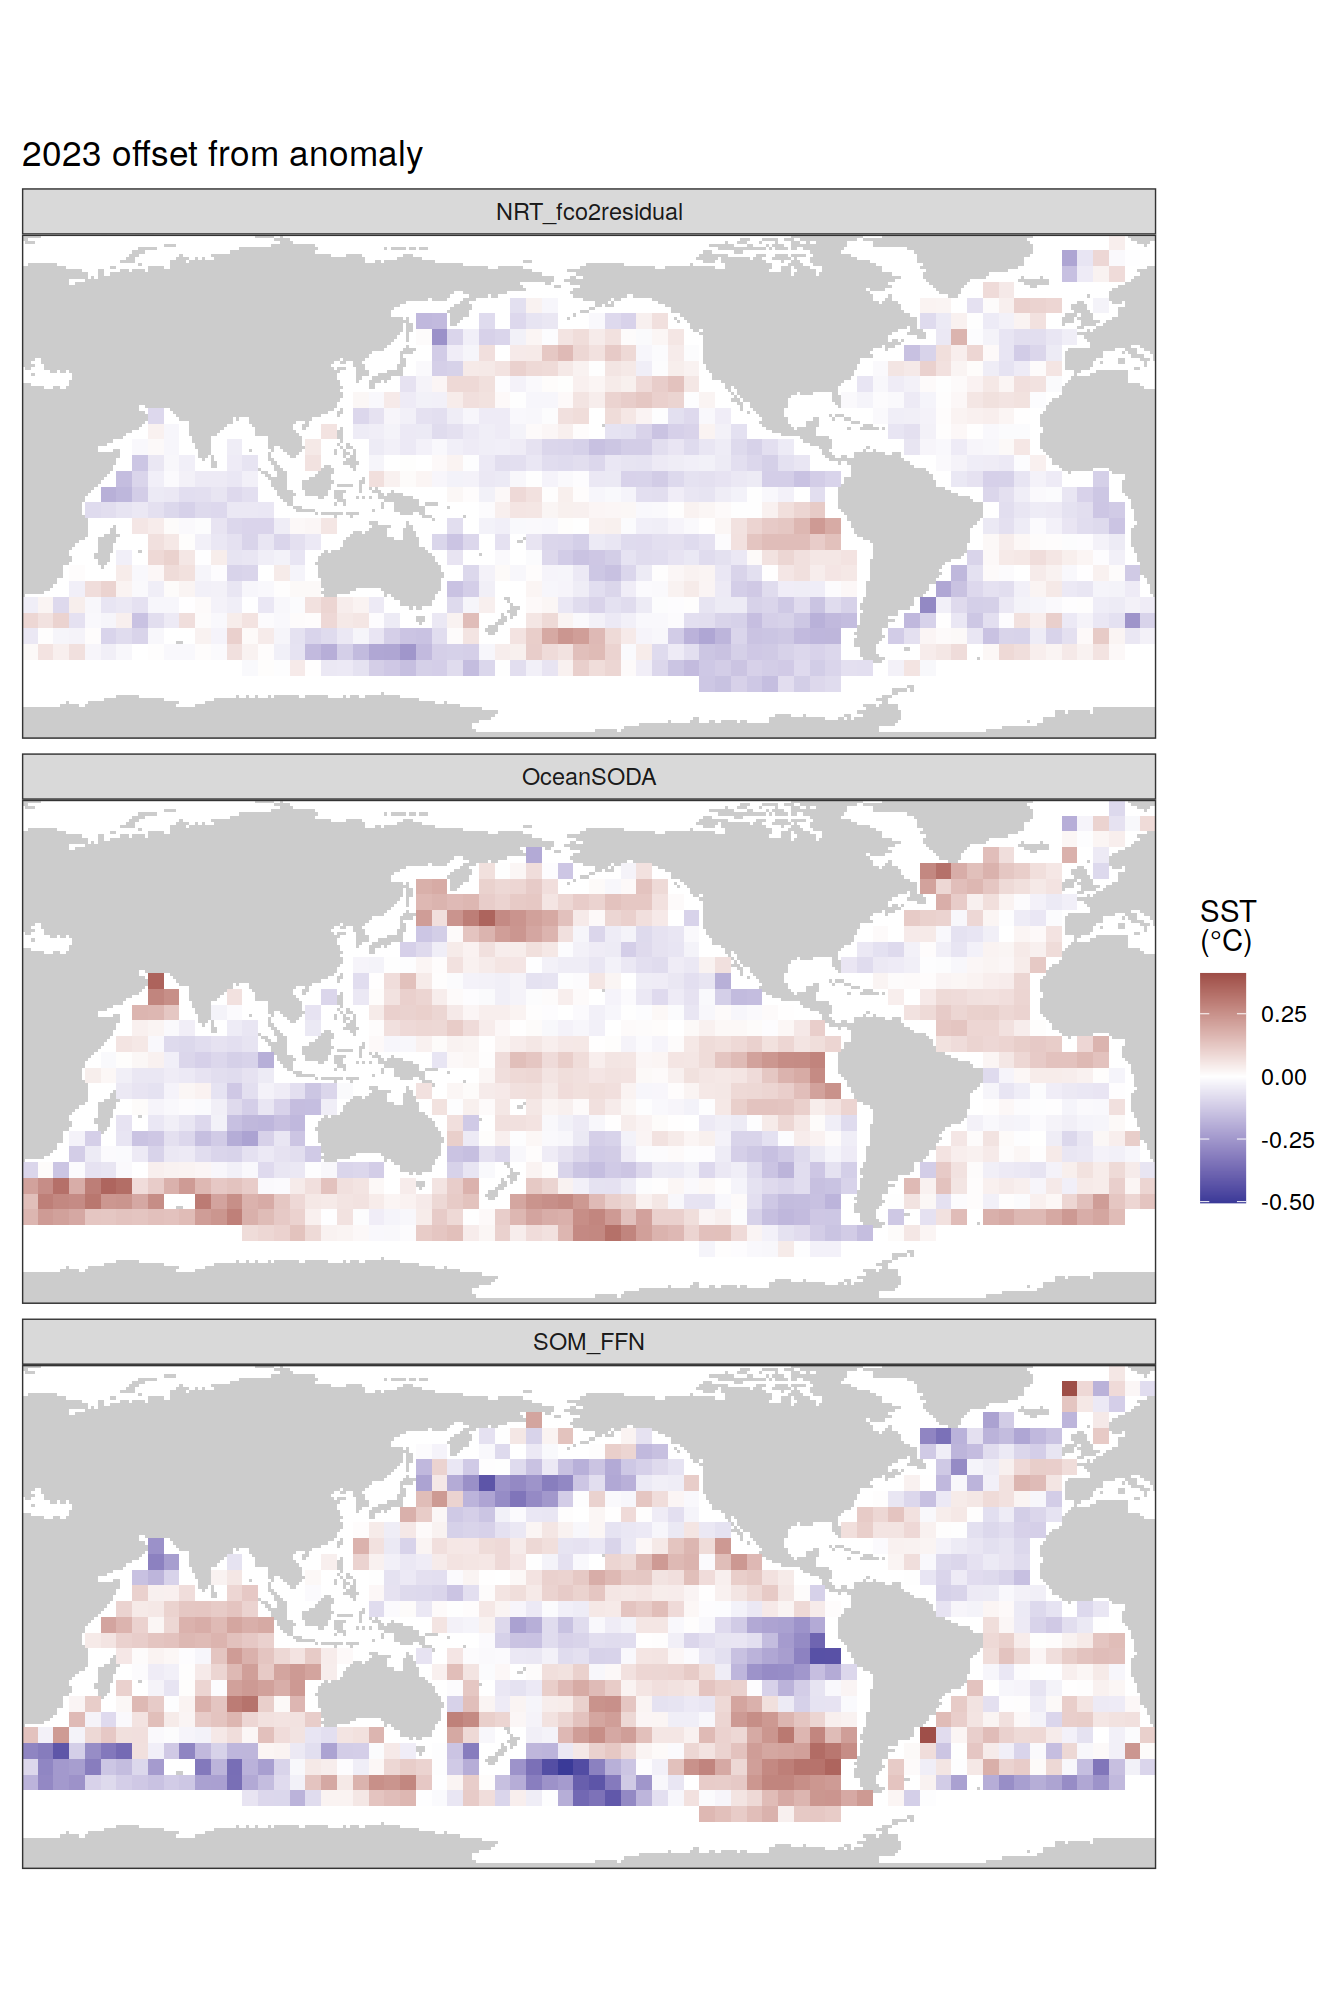 2023 offset from anomaly
NRT_fco2residual
OceanSODA
SST
(°C)
0.25
0.00
-0.25
-0.50
SOM_FFN